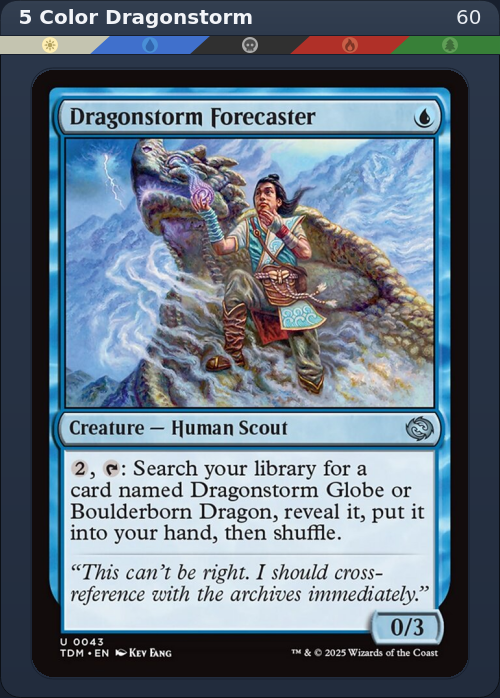 5 Color Dragonstorm 60
Dragonstorm Forecaster
Creature — Human Scout
2, : Search your library for a
card named Dragonstorm Globe or
Boulderborn Dragon, reveal it, put it
into your hand, then shuffle.
“This can’t be right. I should cross-
reference with the archives immediately.”
0/3
U 0043
TDM • EN Key Fang
™ & © 2025 Wizards of the Coast